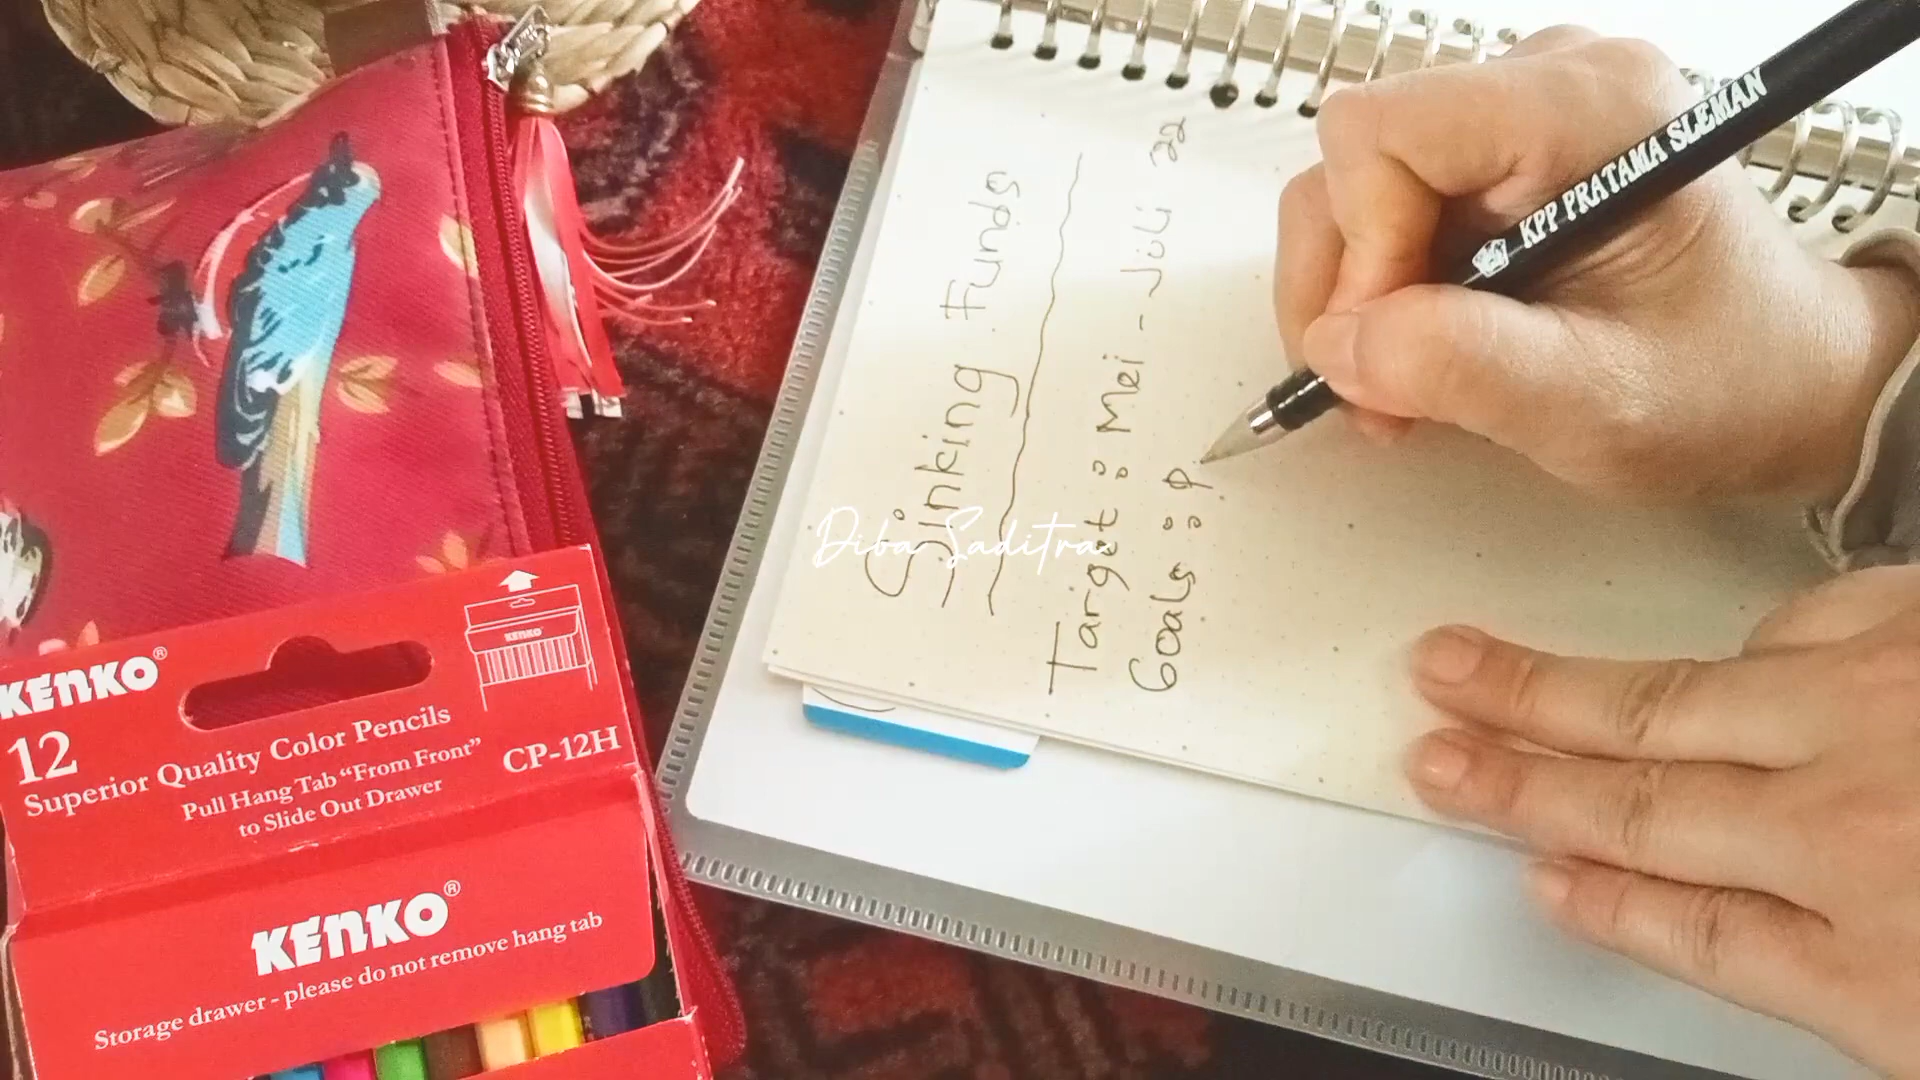 Sinking Funds
Target : Mei - Juli 22
Goals : P
KPP PRATAMA SLEMAN
Diba Saditra
KENKO®
12
Superior Quality Color Pencils
Pull Hang Tab “From Front”
to Slide Out Drawer
CP-12H
KENKO
KENKO®
Storage drawer - please do not remove hang tab